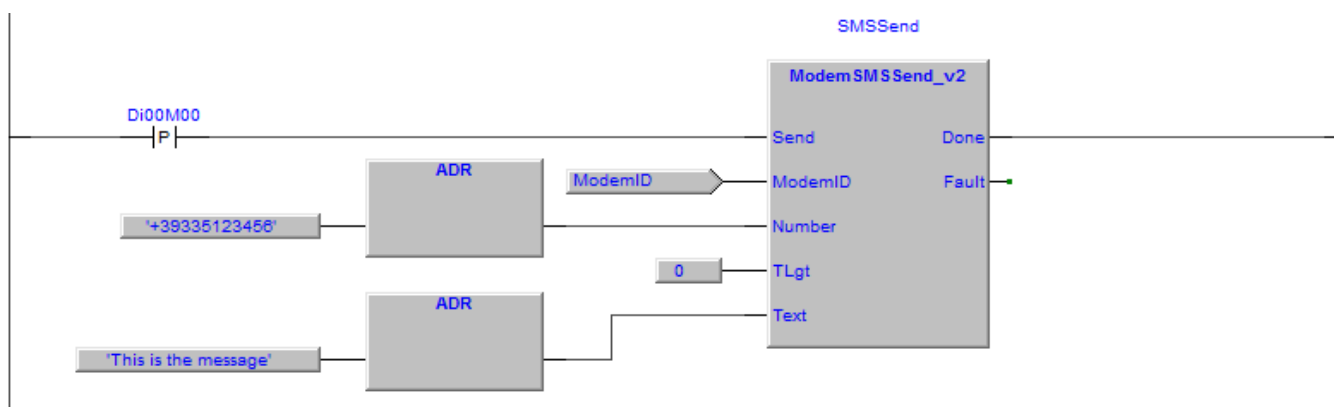 SMSSend
ModemSMSSend_v2
Di00M00
P
Send Done
ADR
ModemID
ModemID Fault
'+39335123456'
Number
0
TLgt
ADR
Text
'This is the message'